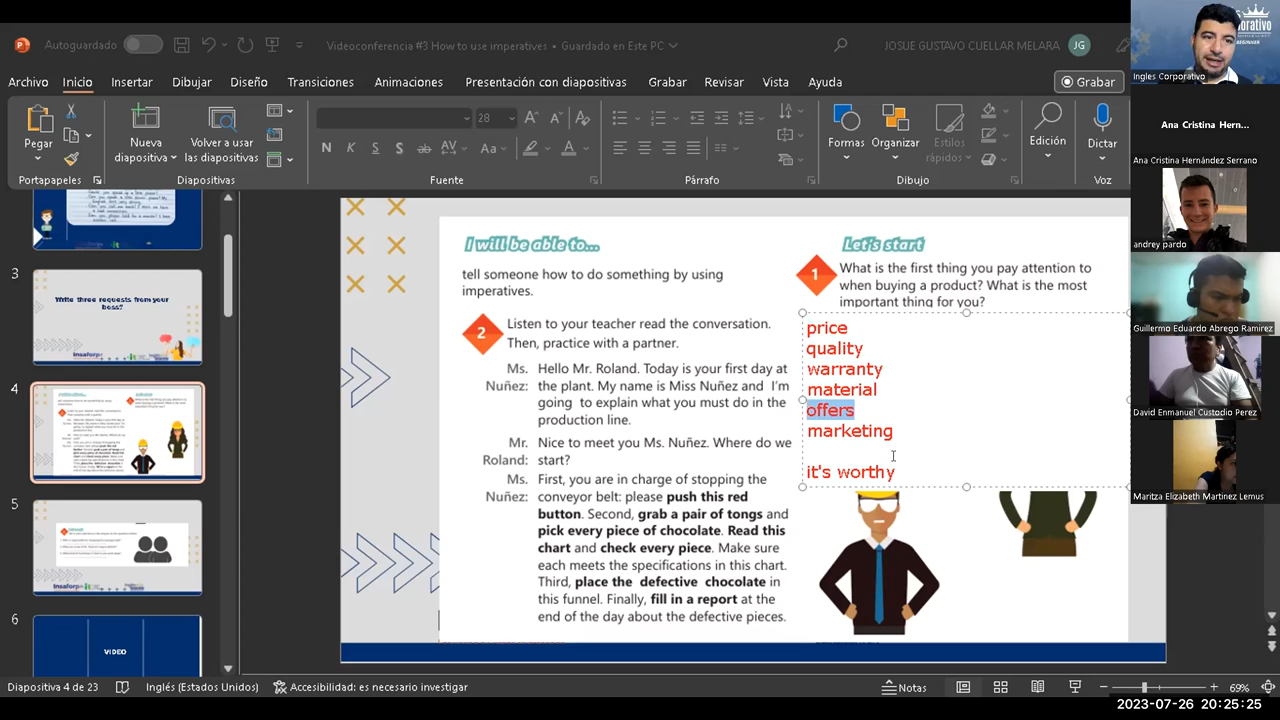 Autoguardado
Videoconferencia #3 How to use imperatives • Guardado en Este PC
JOSUE GUSTAVO CUELLAR MELARA
JG
Archivo Inicio Insertar Dibujar Diseño Transiciones Animaciones Presentación con diapositivas Grabar Revisar Vista Ayuda
Grabar
Pegar
Nueva diapositiva
Volver a usar las diapositivas
28
N K S S ab AV Aa A
Formas
Organizar
Estilos rápidos
Edición
Dictar
Portapapeles
Diapositivas
Fuente
Párrafo
Dibujo
Voz
3
Write three requests from your boss?
4
5
6
VIDEO
I will be able to...
tell someone how to do something by using
imperatives.
2
Listen to your teacher read the conversation.
Then, practice with a partner.
Ms. Nuñez:
Hello Mr. Roland. Today is your first day at
the plant. My name is Miss Nuñez and I'm
going to explain what you must do in the
production line.
Mr. Roland:
Nice to meet you Ms. Nuñez. Where do we
start?
Ms. Nuñez:
First, you are in charge of stopping the
conveyor belt: please push this red
button. Second, grab a pair of tongs and
pick every piece of chocolate. Read this
chart and check every piece. Make sure
each meets the specifications in this chart.
Third, place the defective chocolate in
this funnel. Finally, fill in a report at the
end of the day about the defective pieces.
Let's start
1
What is the first thing you pay attention to
when buying a product? What is the most
important thing for you?
price
quality
warranty
material
offers
marketing
it's worthy
Ingles Corporativo
Ana Cristina Hern...
Ana Cristina Hernández Serrano
andrey pardo
Guillermo Eduardo Abrego Ramirez
David Enmanuel Custodio Perez
Maritza Elizabeth Martinez Lemus
Diapositiva 4 de 23
Inglés (Estados Unidos)
Accesibilidad: es necesario investigar
Notas
69%
2023-07-26 20:25:25